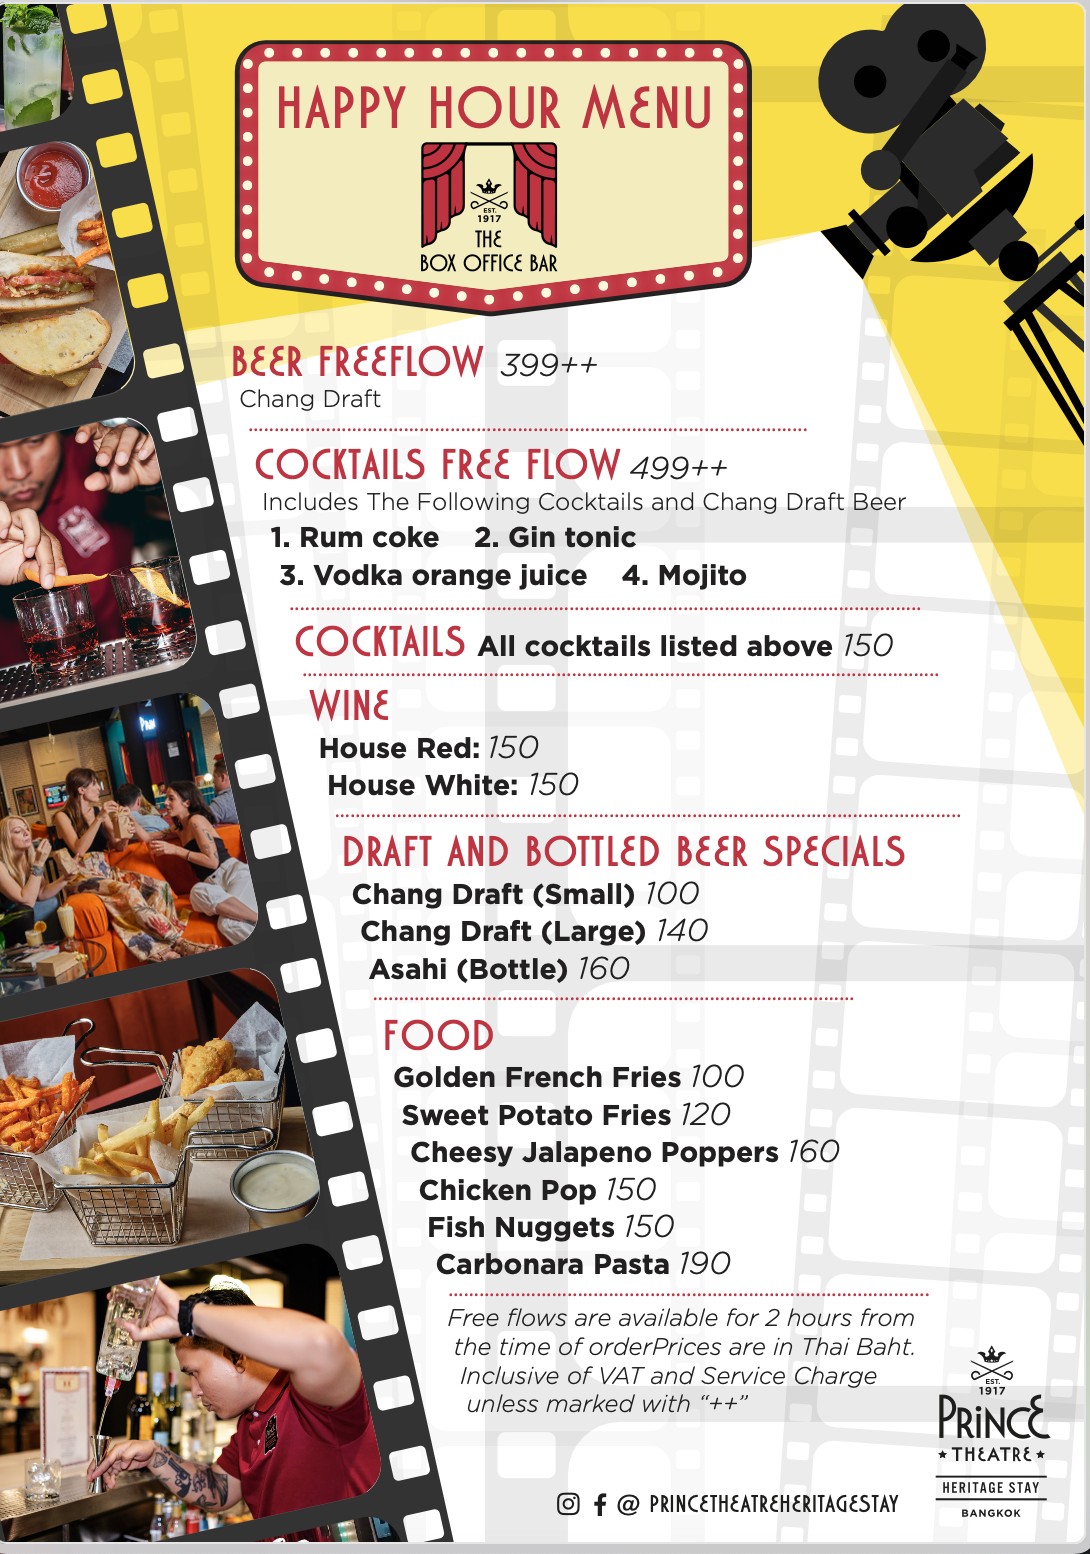 HAPPY HOUR MENU
EST.
1917
THE
BOX OFFICE BAR
BEER FREEFLOW 399++
Chang Draft
COCKTAILS FREE FLOW 499++
Includes The Following Cocktails and Chang Draft Beer
1. Rum coke 2. Gin tonic
3. Vodka orange juice 4. Mojito
COCKTAILS All cocktails listed above 150
WINE
House Red: 150
House White: 150
DRAFT AND BOTTLED BEER SPECIALS
Chang Draft (Small) 100
Chang Draft (Large) 140
Asahi (Bottle) 160
FOOD
Golden French Fries 100
Sweet Potato Fries 120
Cheesy Jalapeno Poppers 160
Chicken Pop 150
Fish Nuggets 150
Carbonara Pasta 190
Free flows are available for 2 hours from
the time of orderPrices are in Thai Baht.
Inclusive of VAT and Service Charge
unless marked with “++”
EST.
1917
PRINCE
THEATRE
HERITAGE STAY
BANGKOK
@ PRINCETHEATREHERITAGESTAY